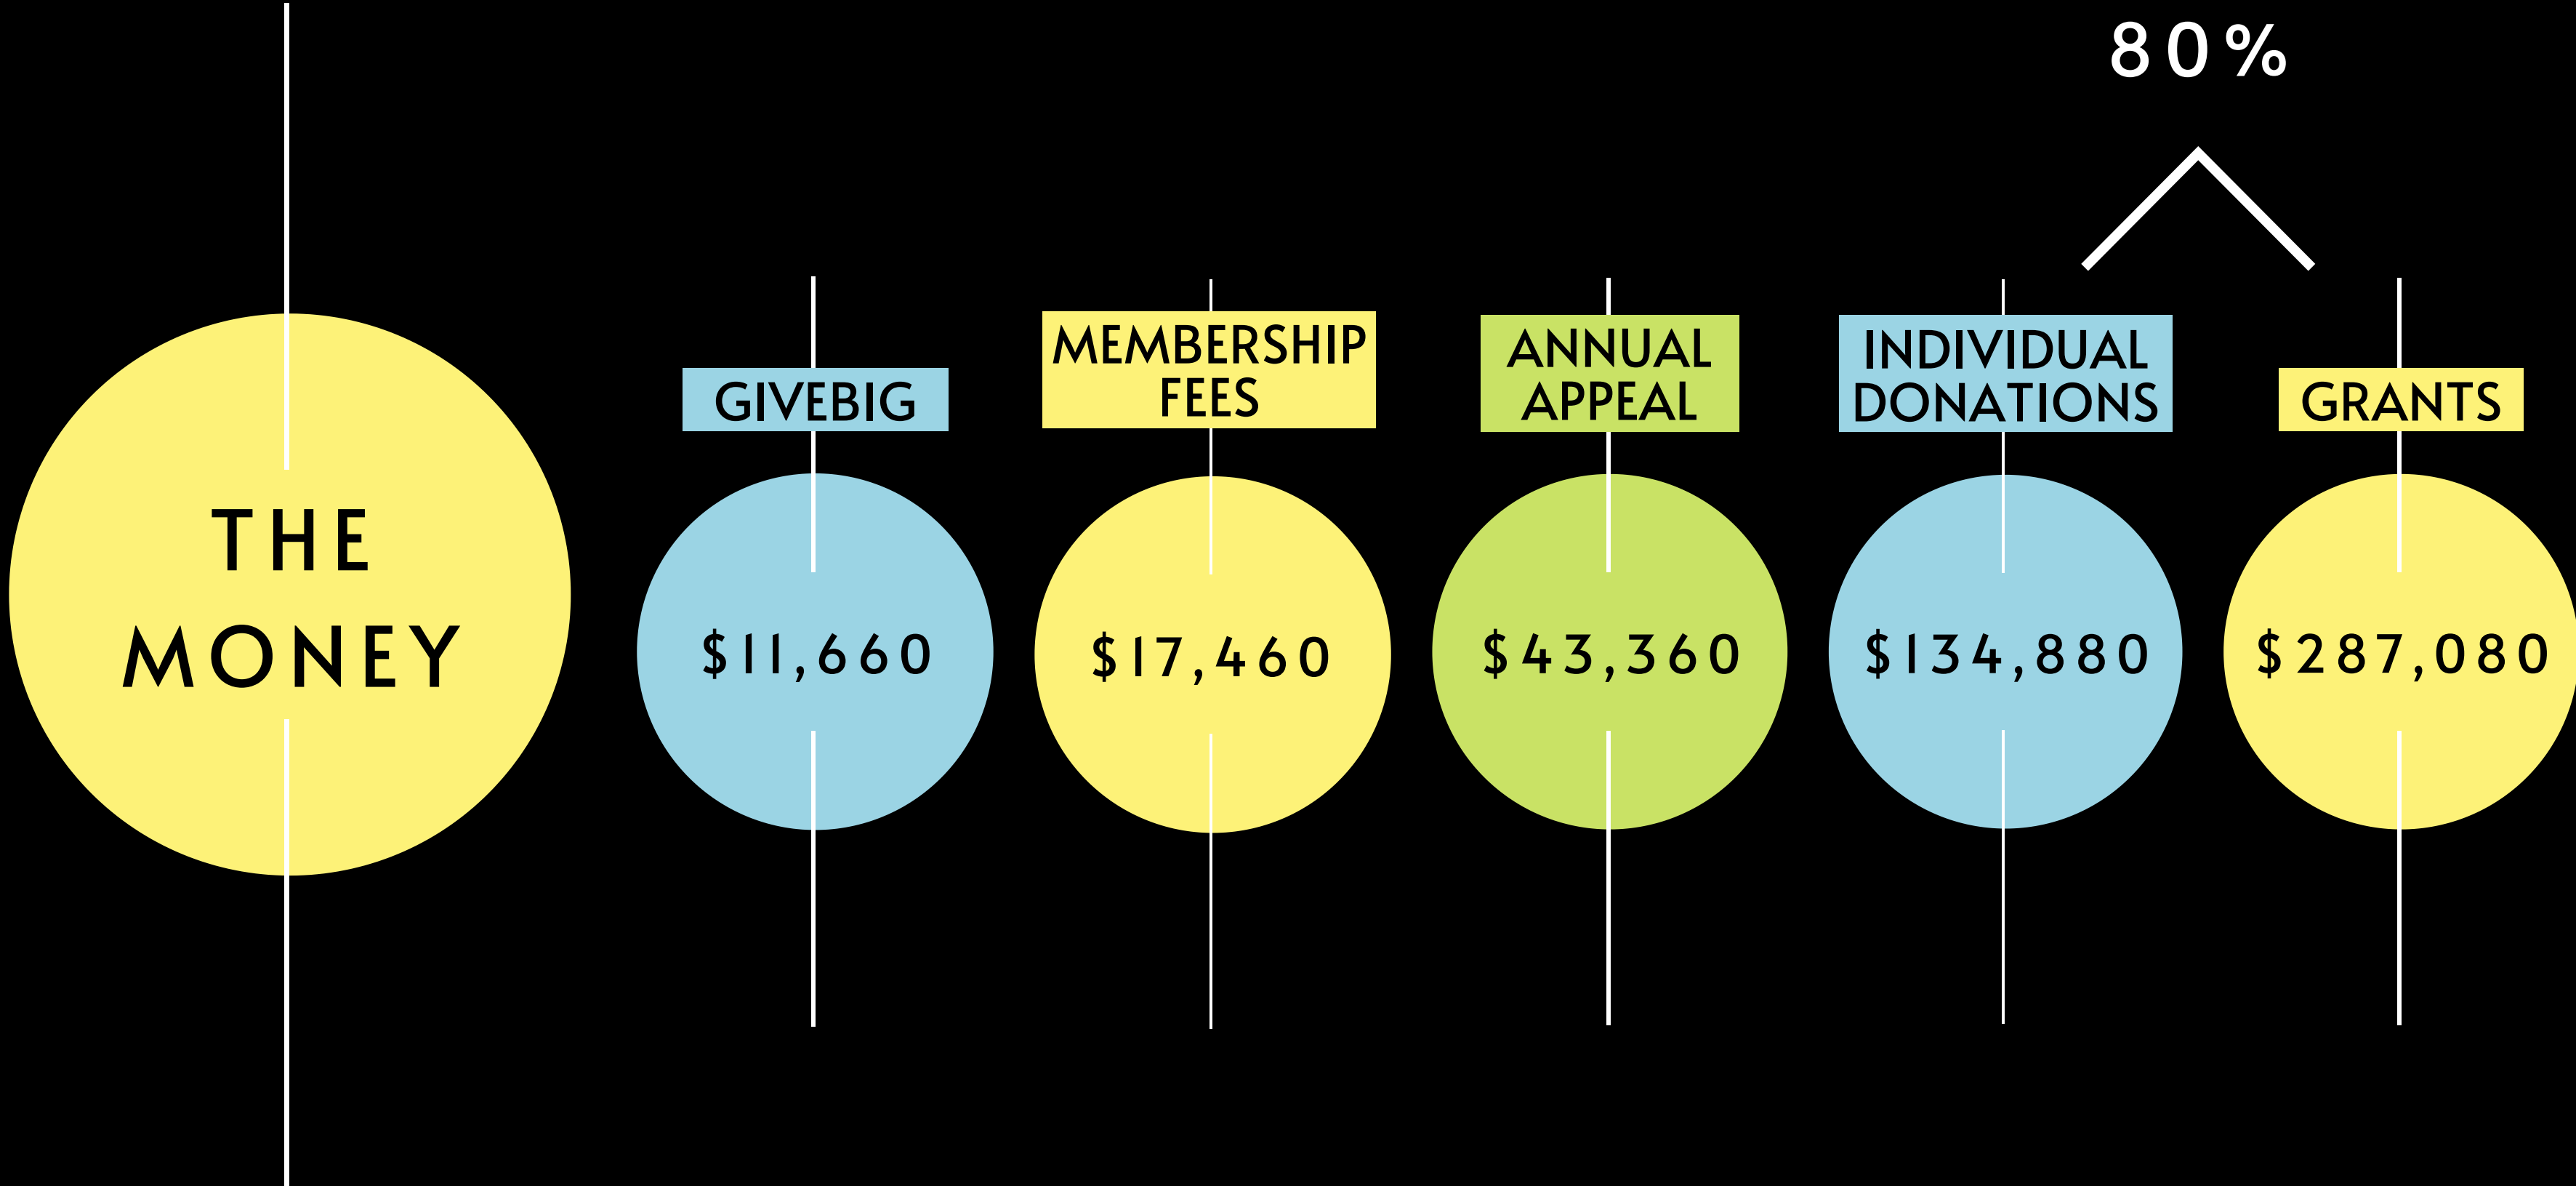 80%
THE
MONEY
GIVEBIG
$11,660
MEMBERSHIP
FEES
$17,460
ANNUAL
APPEAL
$43,360
INDIVIDUAL
DONATIONS
$134,880
GRANTS
$287,080